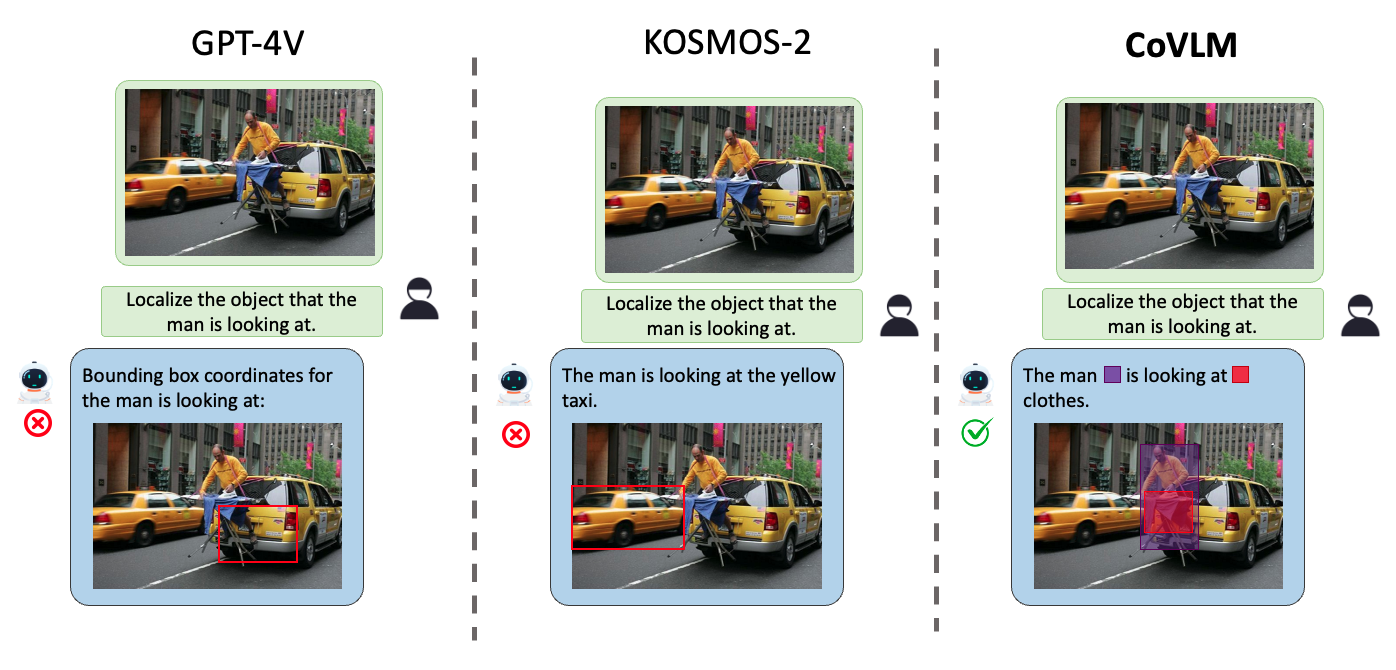 GPT-4V
Localize the object that the
man is looking at.
Bounding box coordinates for
the man is looking at:
KOSMOS-2
Localize the object that the
man is looking at.
The man is looking at the yellow
taxi.
CoVLM
Localize the object that the
man is looking at.
The man is looking at
clothes.